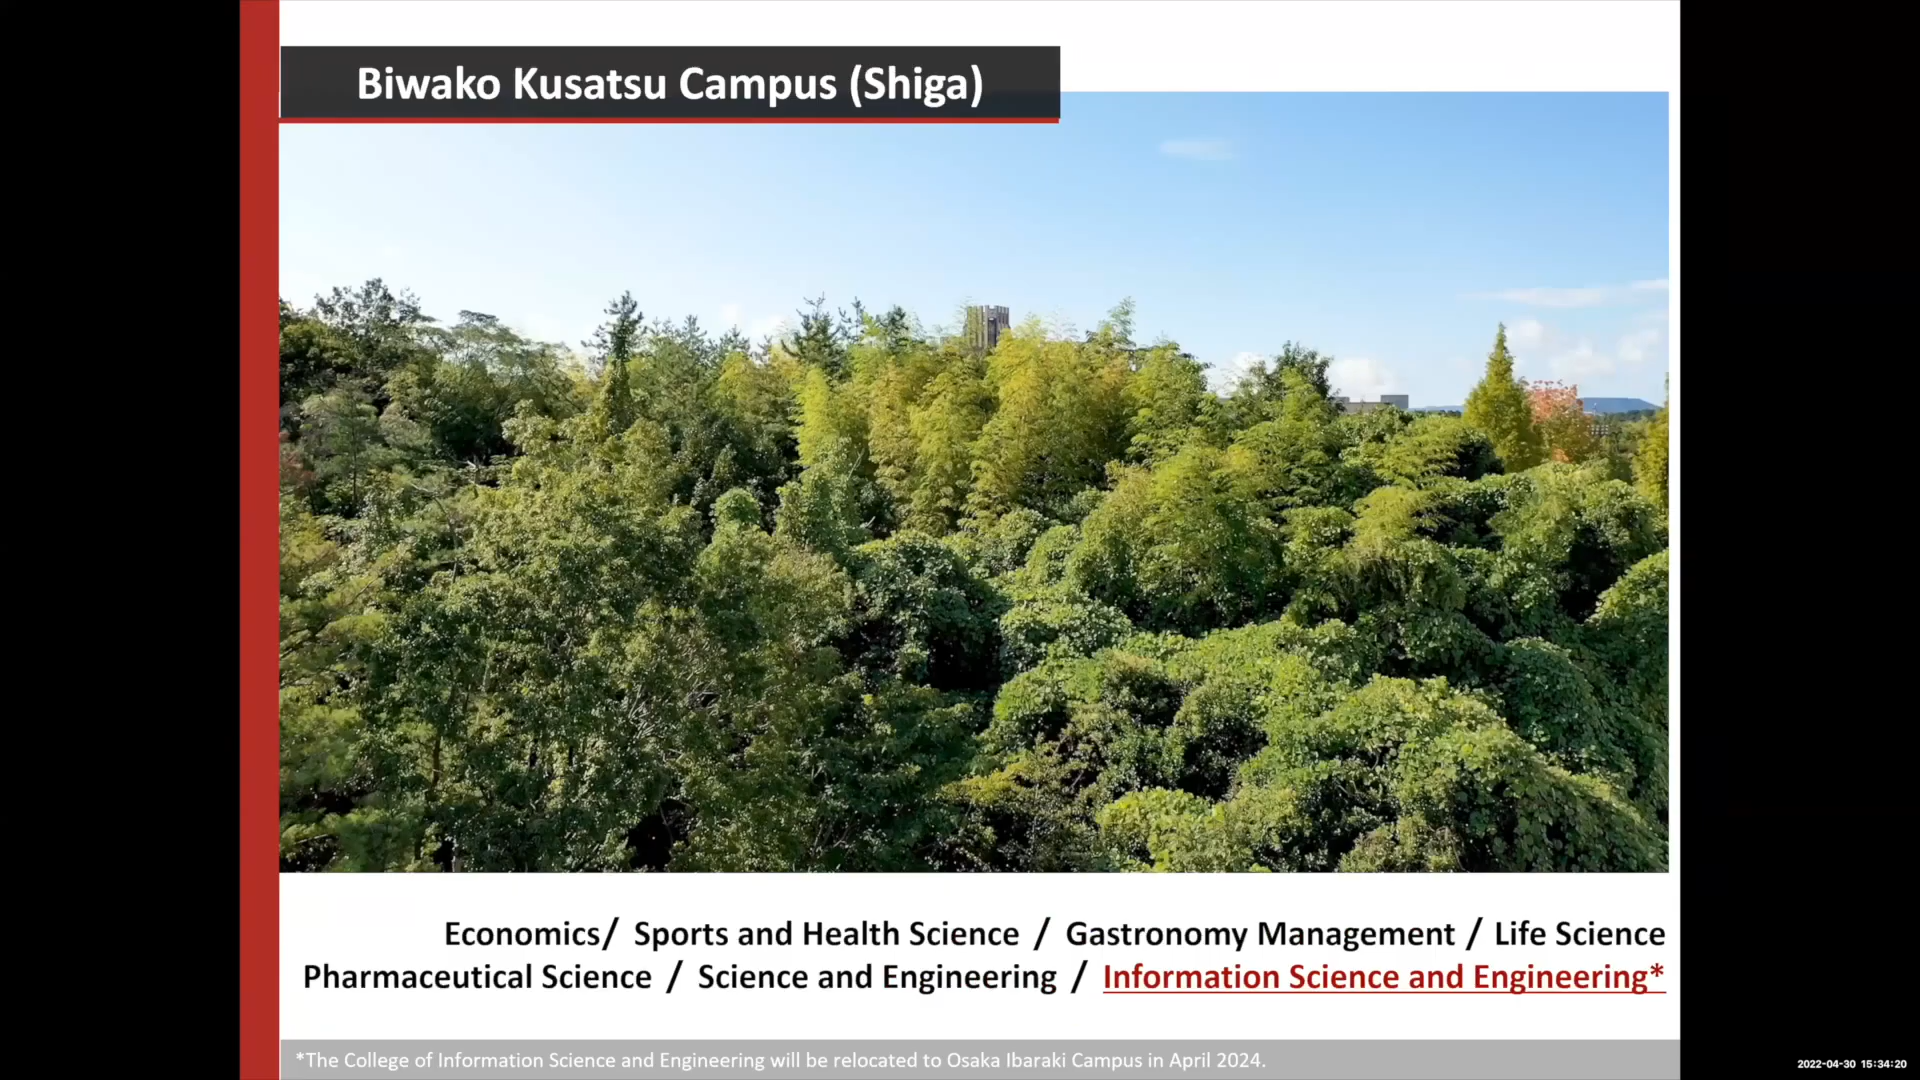 Biwako Kusatsu Campus (Shiga)
Economics/ Sports and Health Science / Gastronomy Management / Life Science
Pharmaceutical Science / Science and Engineering / Information Science and Engineering*
*The College of Information Science and Engineering will be relocated to Osaka Ibaraki Campus in April 2024.
2022-04-30 15:34:20